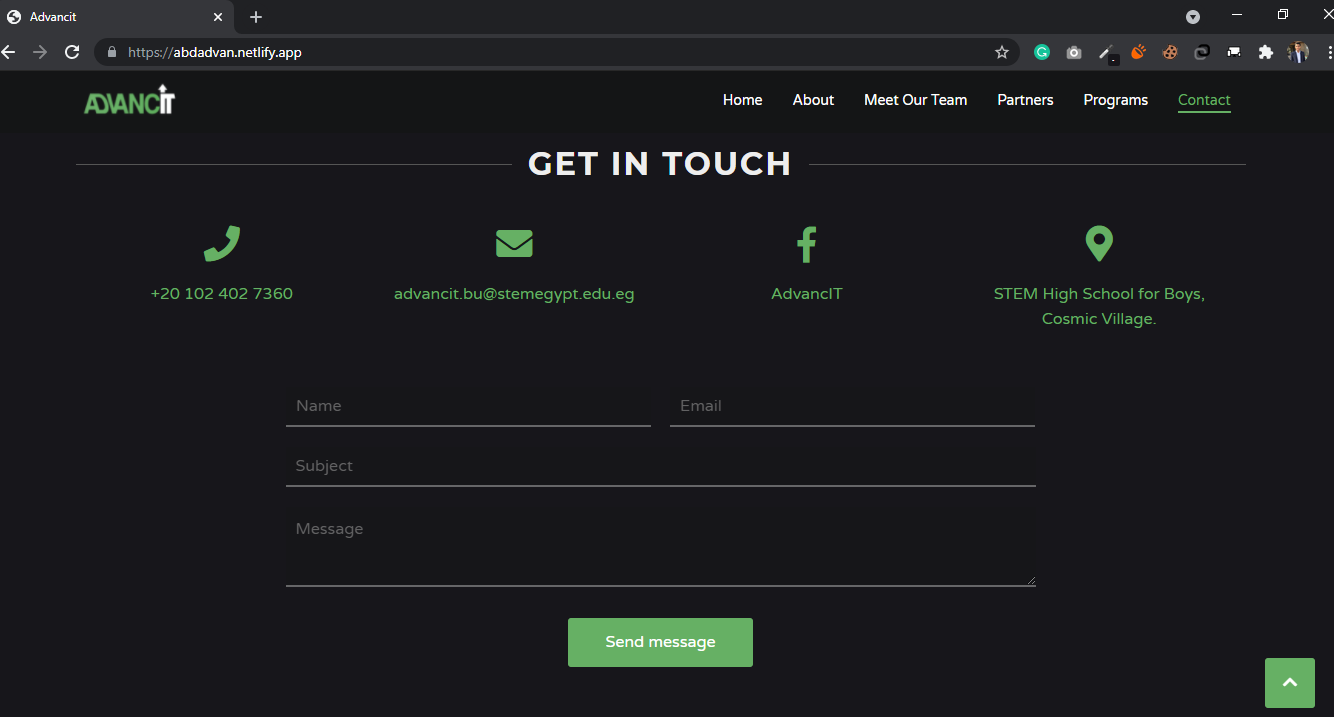 Advancit
https://abdadvan.netlify.app
ADVANCIT
Home About Meet Our Team Partners Programs Contact
GET IN TOUCH
+20 102 402 7360
advancit.bu@stemegypt.edu.eg
AdvancIT
STEM High School for Boys,
Cosmic Village.
Name
Email
Subject
Message
Send message